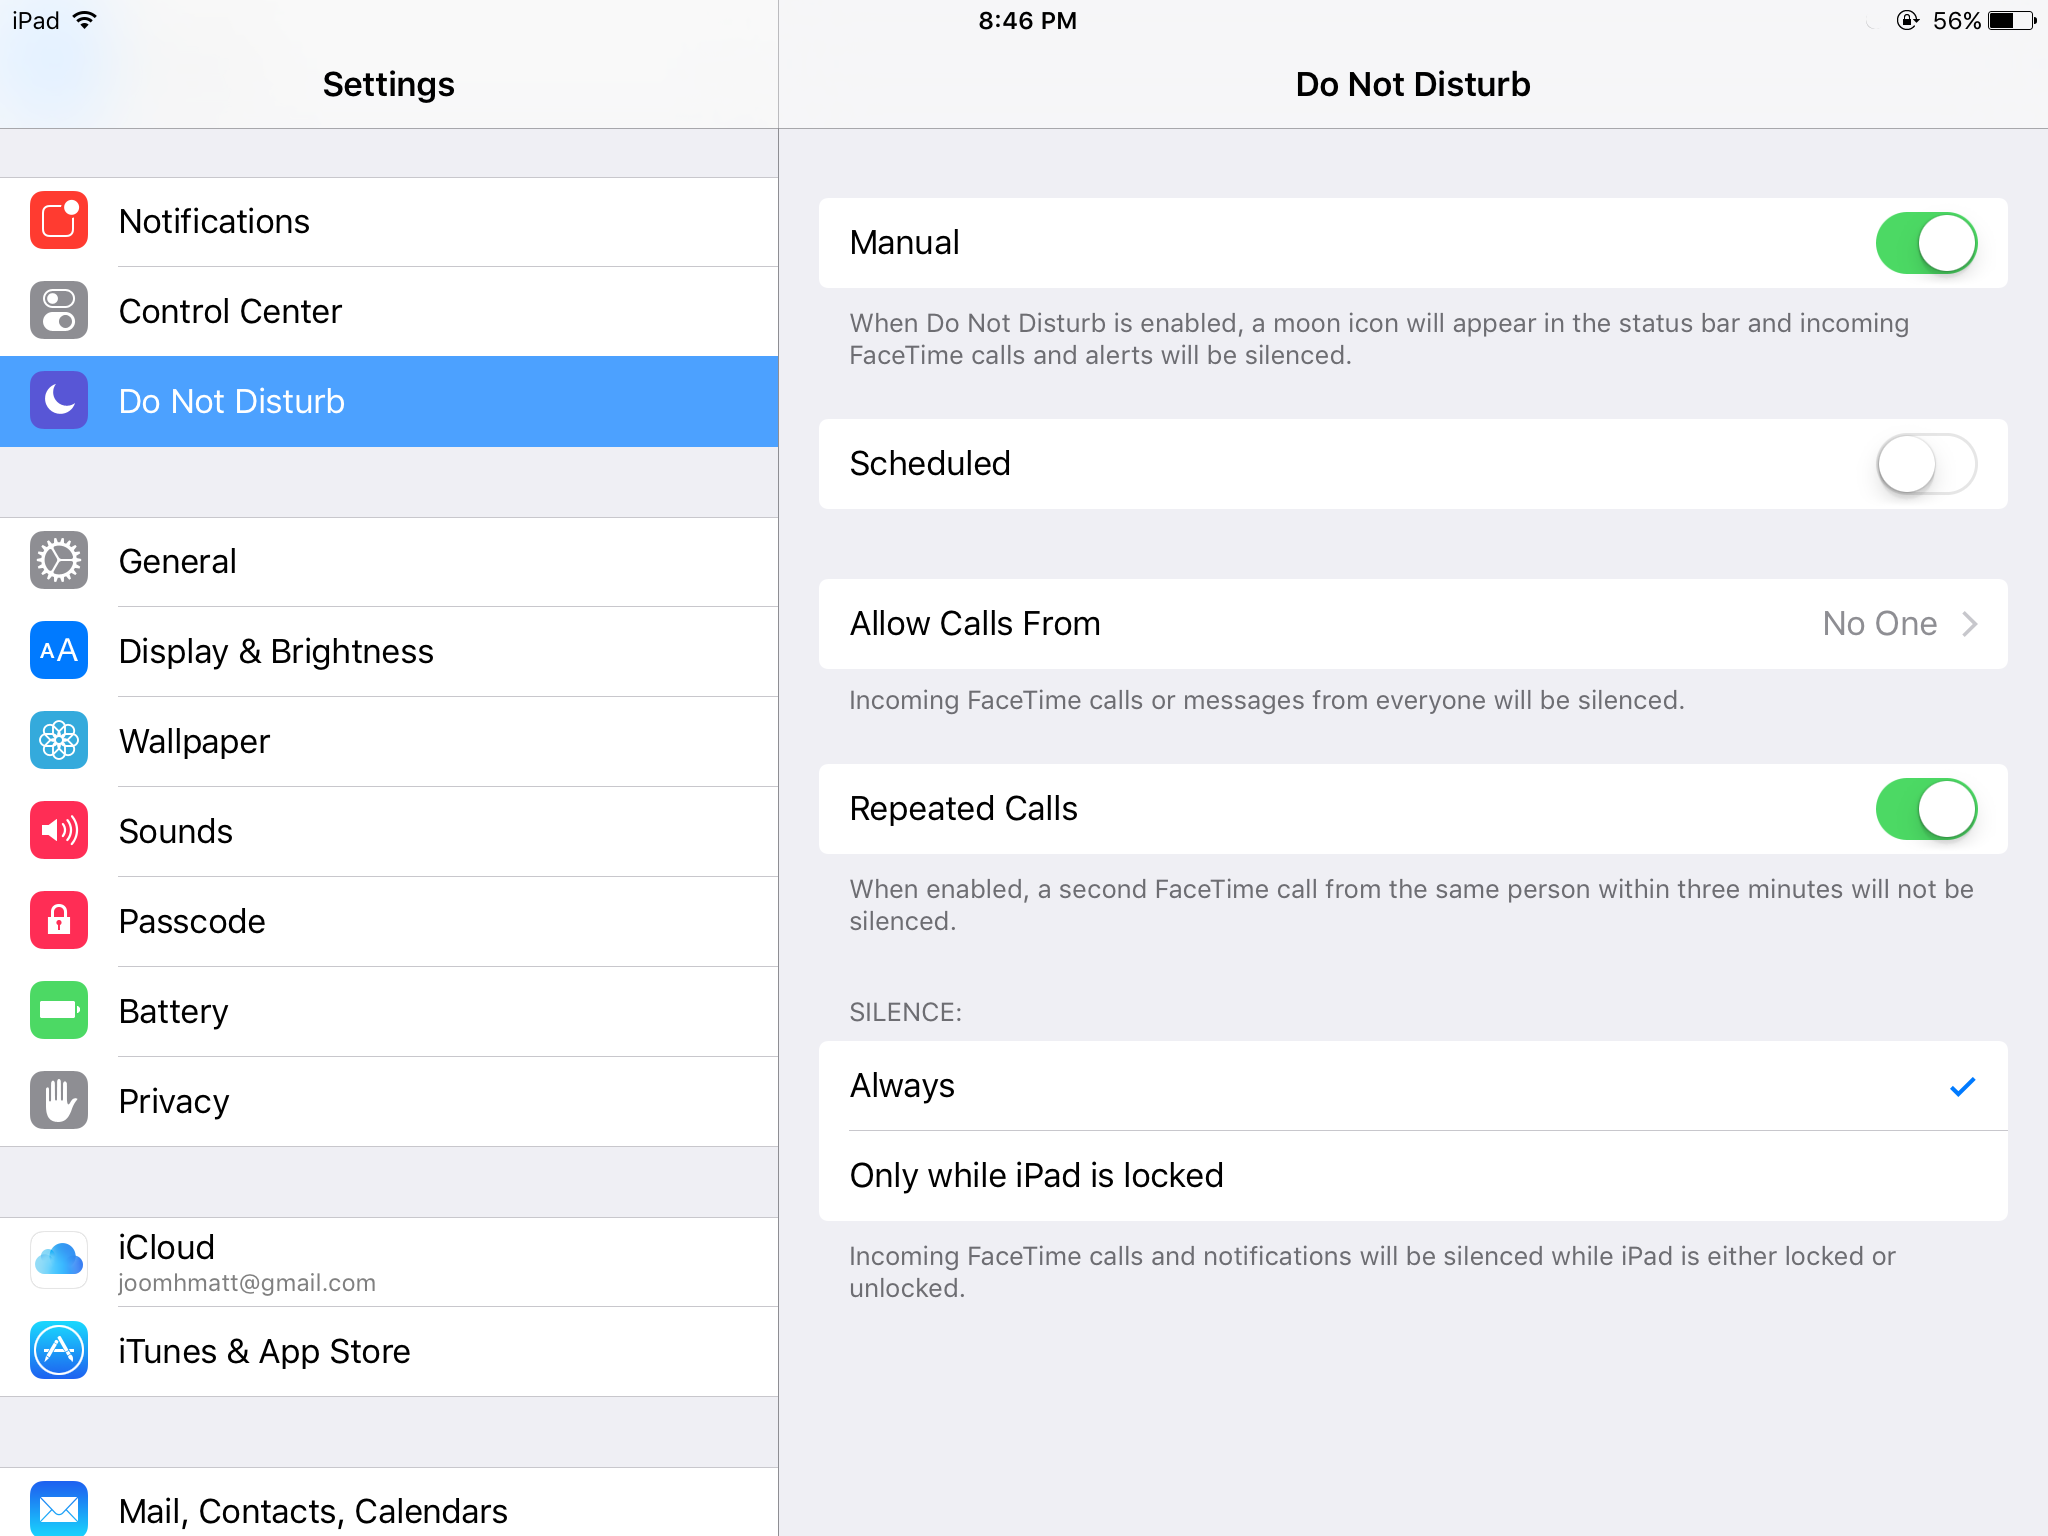 iPad
8:46 PM
56%
Settings
Do Not Disturb
Notifications
Control Center
Do Not Disturb
General
AA
Display & Brightness
Wallpaper
Sounds
Passcode
Battery
Privacy
iCloud
joomhmatt@gmail.com
iTunes & App Store
Mail, Contacts, Calendars
Manual
When Do Not Disturb is enabled, a moon icon will appear in the status bar and incoming
FaceTime calls and alerts will be silenced.
Scheduled
Allow Calls From
No One
Incoming FaceTime calls or messages from everyone will be silenced.
Repeated Calls
When enabled, a second FaceTime call from the same person within three minutes will not be
silenced.
SILENCE:
Always
Only while iPad is locked
Incoming FaceTime calls and notifications will be silenced while iPad is either locked or
unlocked.